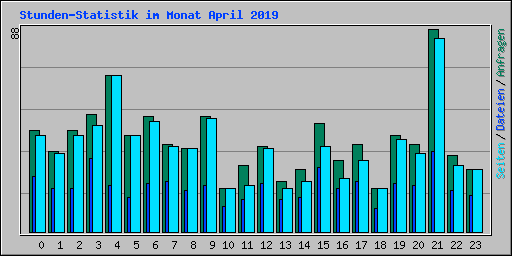 Stunden-Statistik im Monat April 2019
88
Seiten / Dateien / Anfragen
0 1 2 3 4 5 6 7 8 9 10 11 12 13 14 15 16 17 18 19 20 21 22 23